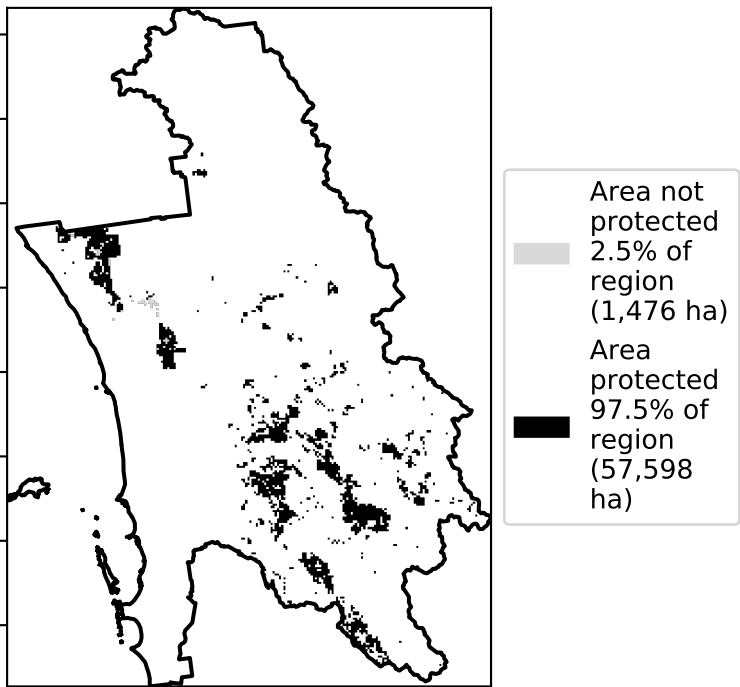 Area not
protected
2.5% of
region
(1,476 ha)
Area
protected
97.5% of
region
(57,598
ha)